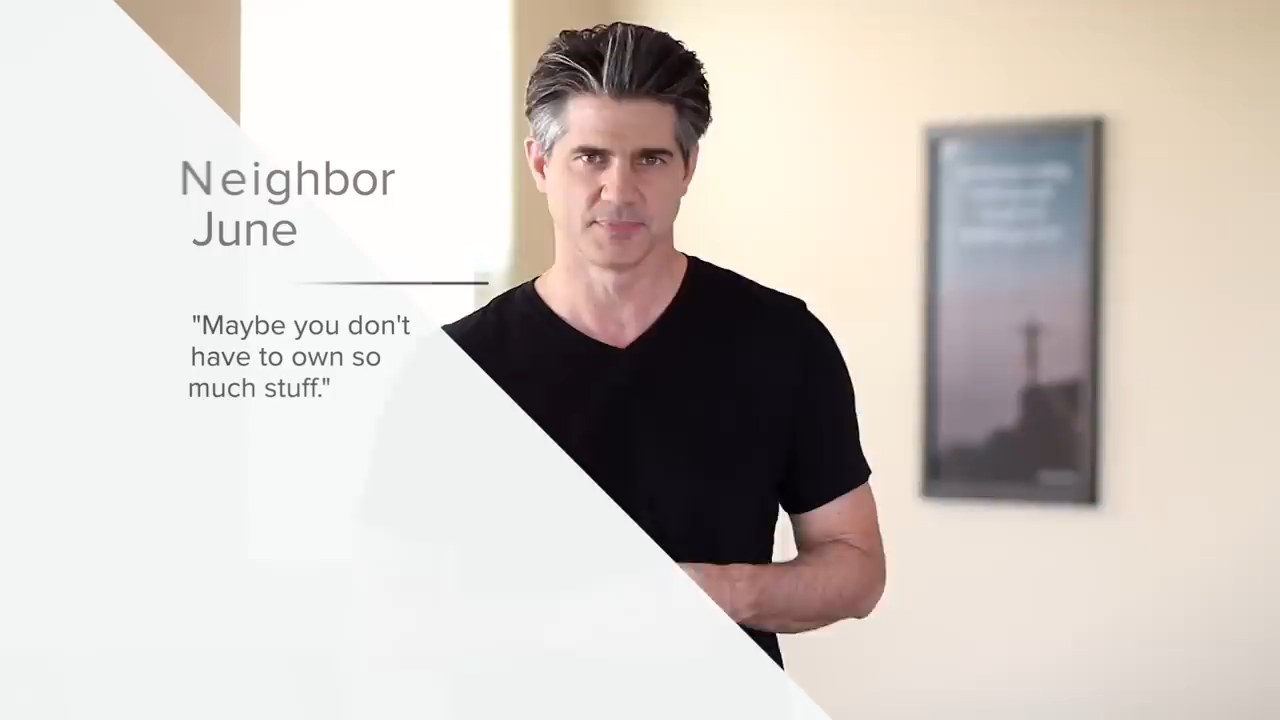 Neighbor
June
"Maybe you don't
have to own so
much stuff."